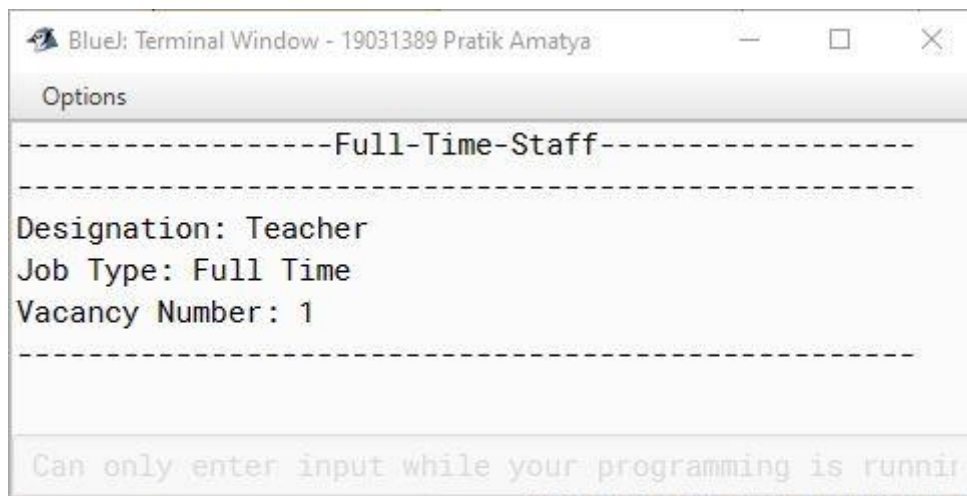 BlueJ: Terminal Window - 19031389 Pratik Amatya
Options
------------------Full-Time-Staff------------------
---------------------------------------------------
Designation: Teacher
Job Type: Full Time
Vacancy Number: 1
---------------------------------------------------
Can only enter input while your programming is runnin